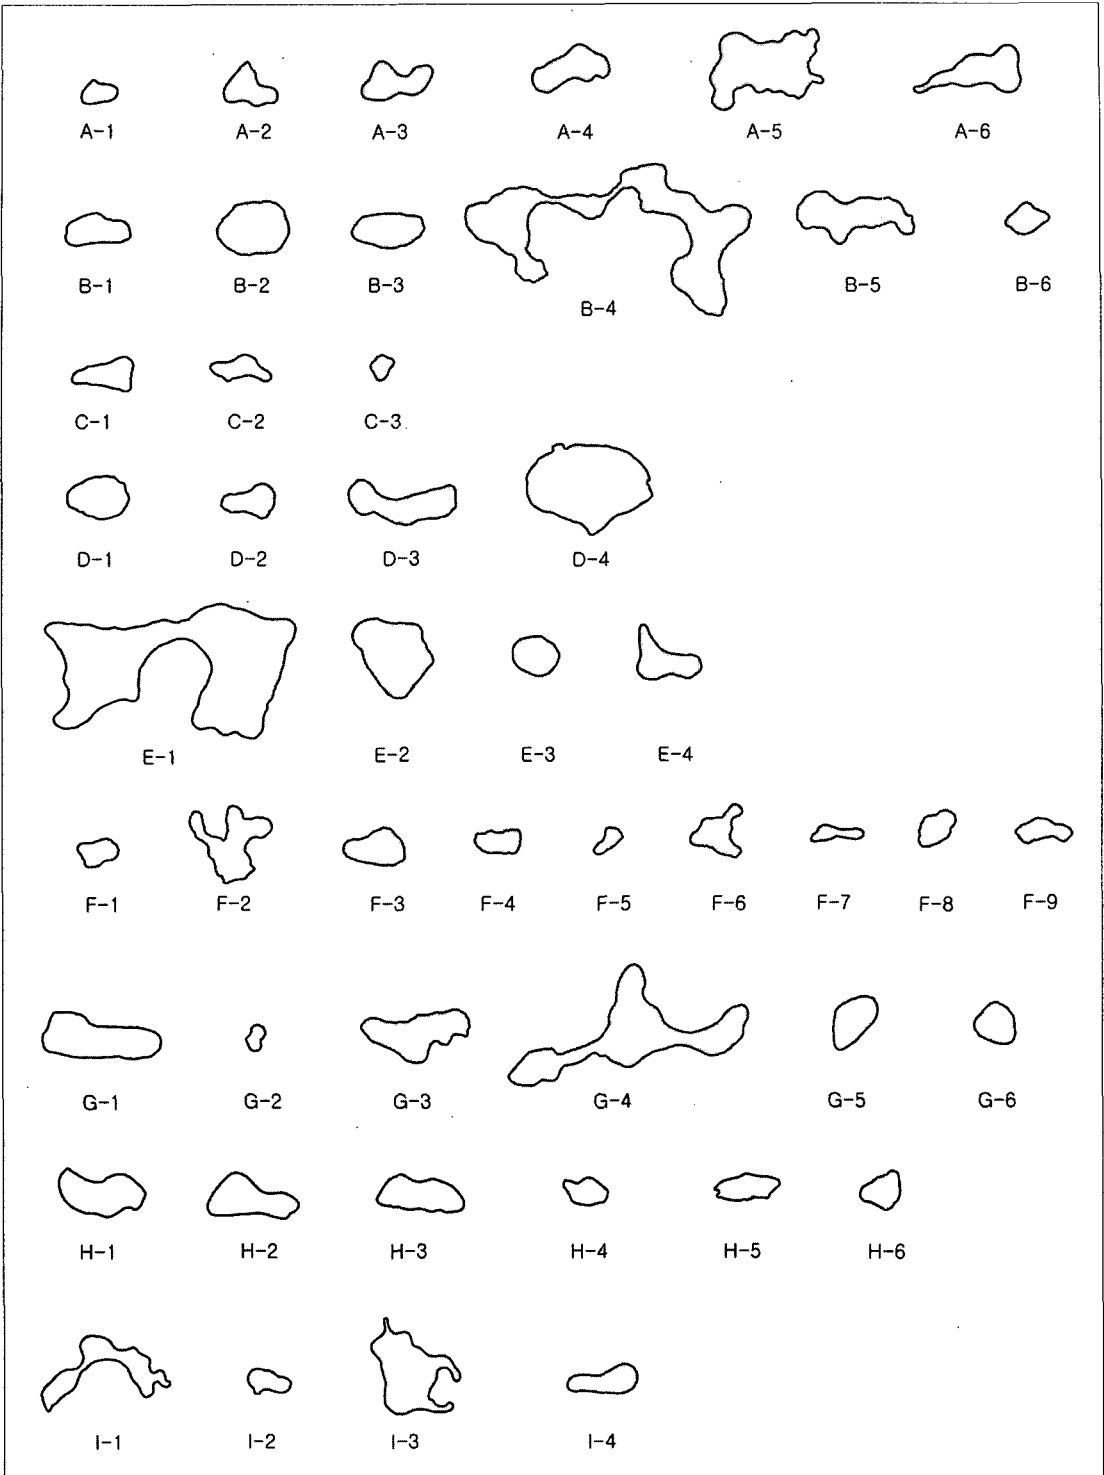 A-1 A-2 A-3 A-4 A-5 A-6
B-1 B-2 B-3 B-4 B-5 B-6
C-1 C-2 C-3
D-1 D-2 D-3 D-4
E-1 E-2 E-3 E-4
F-1 F-2 F-3 F-4 F-5 F-6 F-7 F-8 F-9
G-1 G-2 G-3 G-4 G-5 G-6
H-1 H-2 H-3 H-4 H-5 H-6
I-1 I-2 I-3 I-4